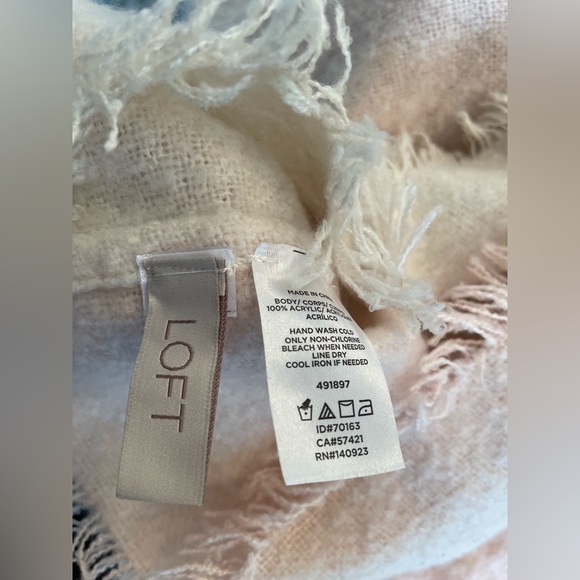 LOFT
MADE IN
BODY/ CORPS/
100% ACRYLIC/
ACRÍLICO
HAND WASH COLD
ONLY NON-CHLORINE
BLEACH WHEN NEEDED
LINE DRY
COOL IRON IF NEEDED
491897
ID#70163
CA#57421
RN#140923